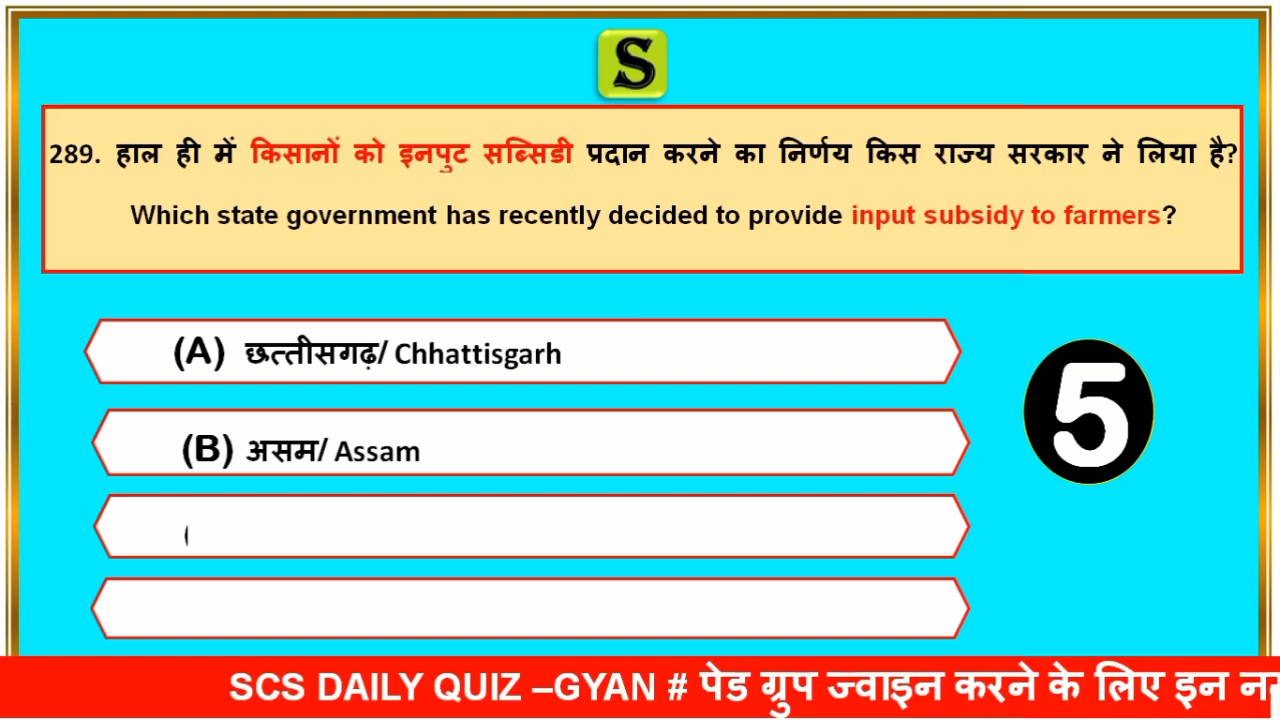 S
289. हाल ही में किसानों को इनपुट सब्सिडी प्रदान करने का निर्णय किस राज्य सरकार ने लिया है?
Which state government has recently decided to provide input subsidy to farmers?
(A) छत्तीसगढ़/ Chhattisgarh
(B) असम/ Assam
5
SCS DAILY QUIZ –GYAN # पेड ग्रुप ज्वाइन करने के लिए इन